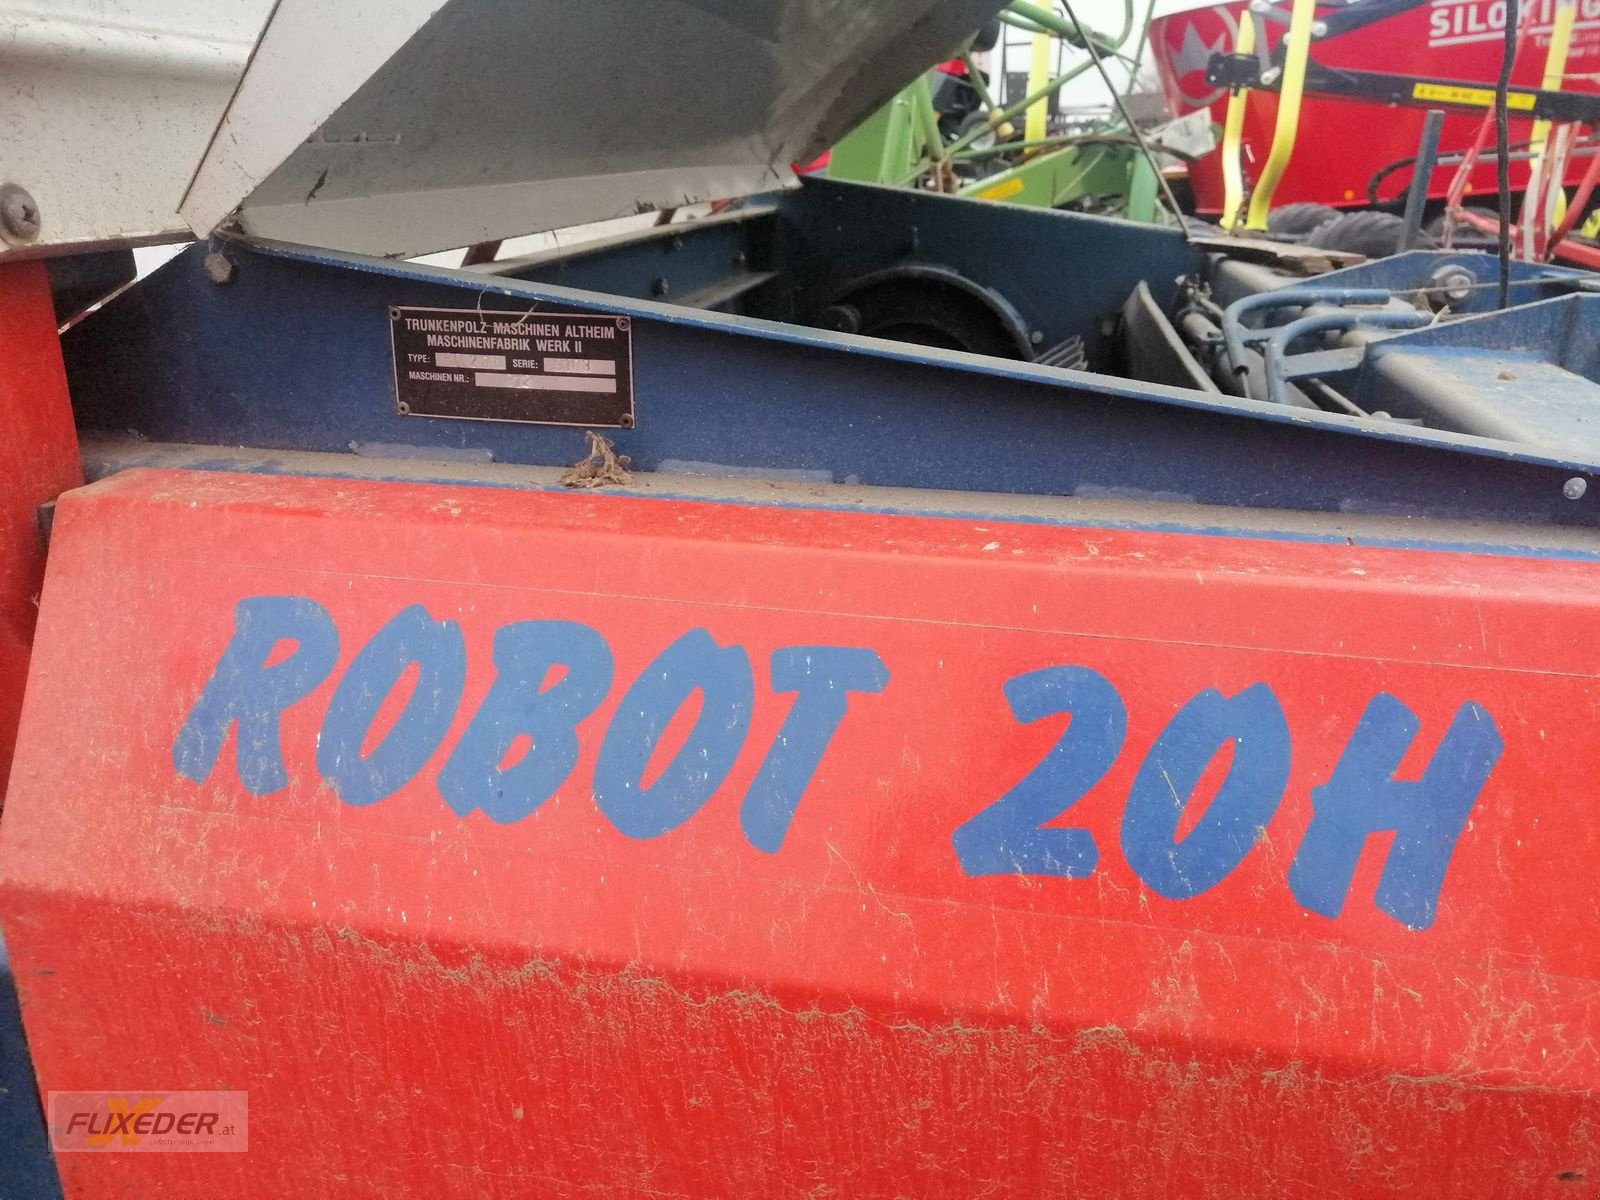 SILOKING
TRUNKENPOLZ MASCHINEN ALTHEIM
MASCHINENFABRIK WERK II
TYPE: SERIE:
MASCHINEN NR.:
ROBOT 20H
FLIXEDER.at